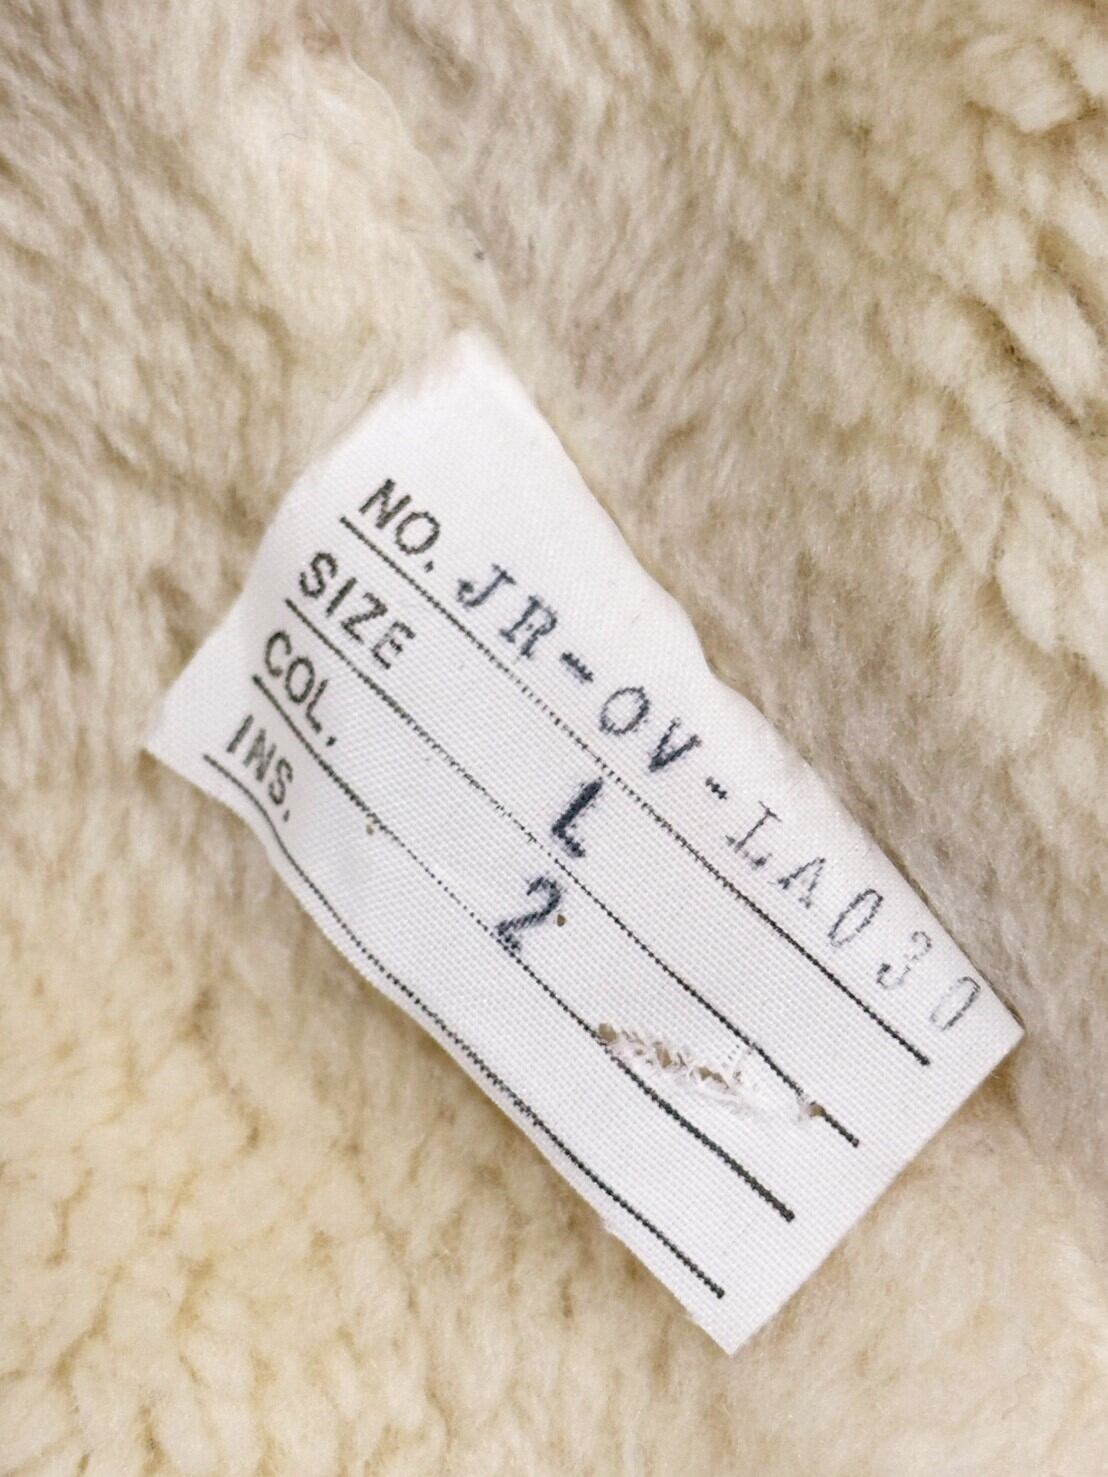 NO. JR-OV-LA030
SIZE L
COL, 2
INS.